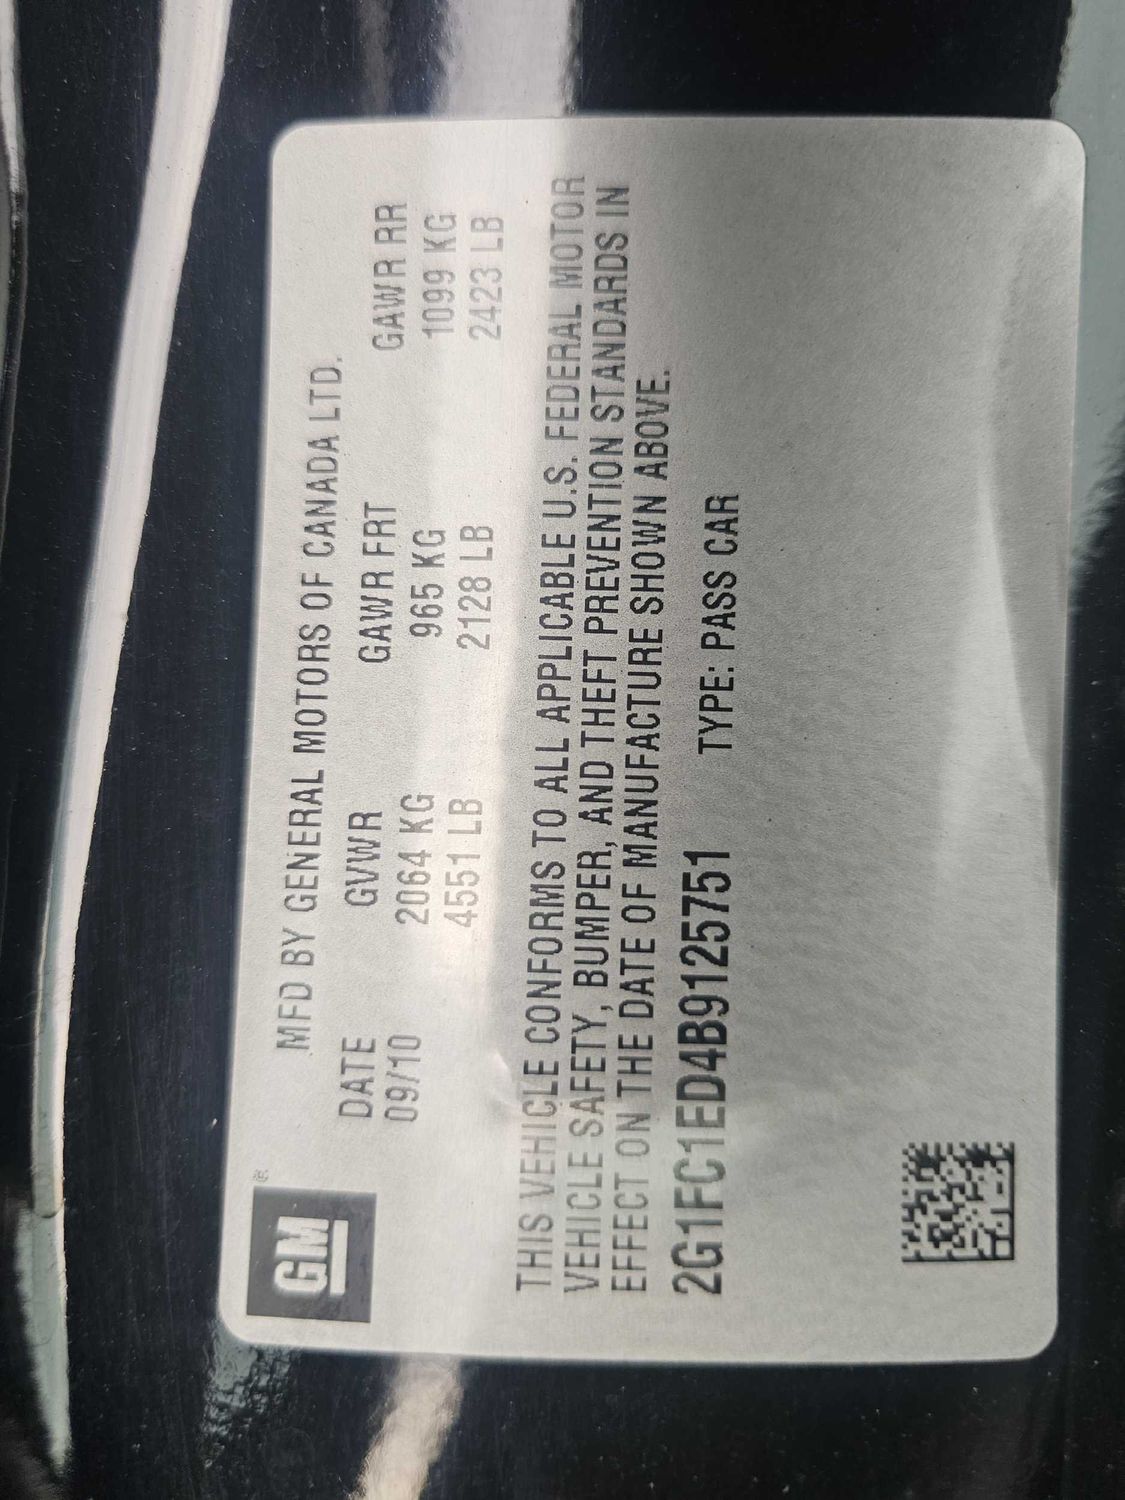 GM ®
MFD BY GENERAL MOTORS OF CANADA LTD.
DATE GVWR GAWR FRT GAWR RR
09/10 2064 KG 965 KG 1099 KG
4551 LB 2128 LB 2423 LB
THIS VEHICLE CONFORMS TO ALL APPLICABLE U.S. FEDERAL MOTOR
VEHICLE SAFETY, BUMPER, AND THEFT PREVENTION STANDARDS IN
EFFECT ON THE DATE OF MANUFACTURE SHOWN ABOVE.
2G1FC1ED4B9125751 TYPE: PASS CAR